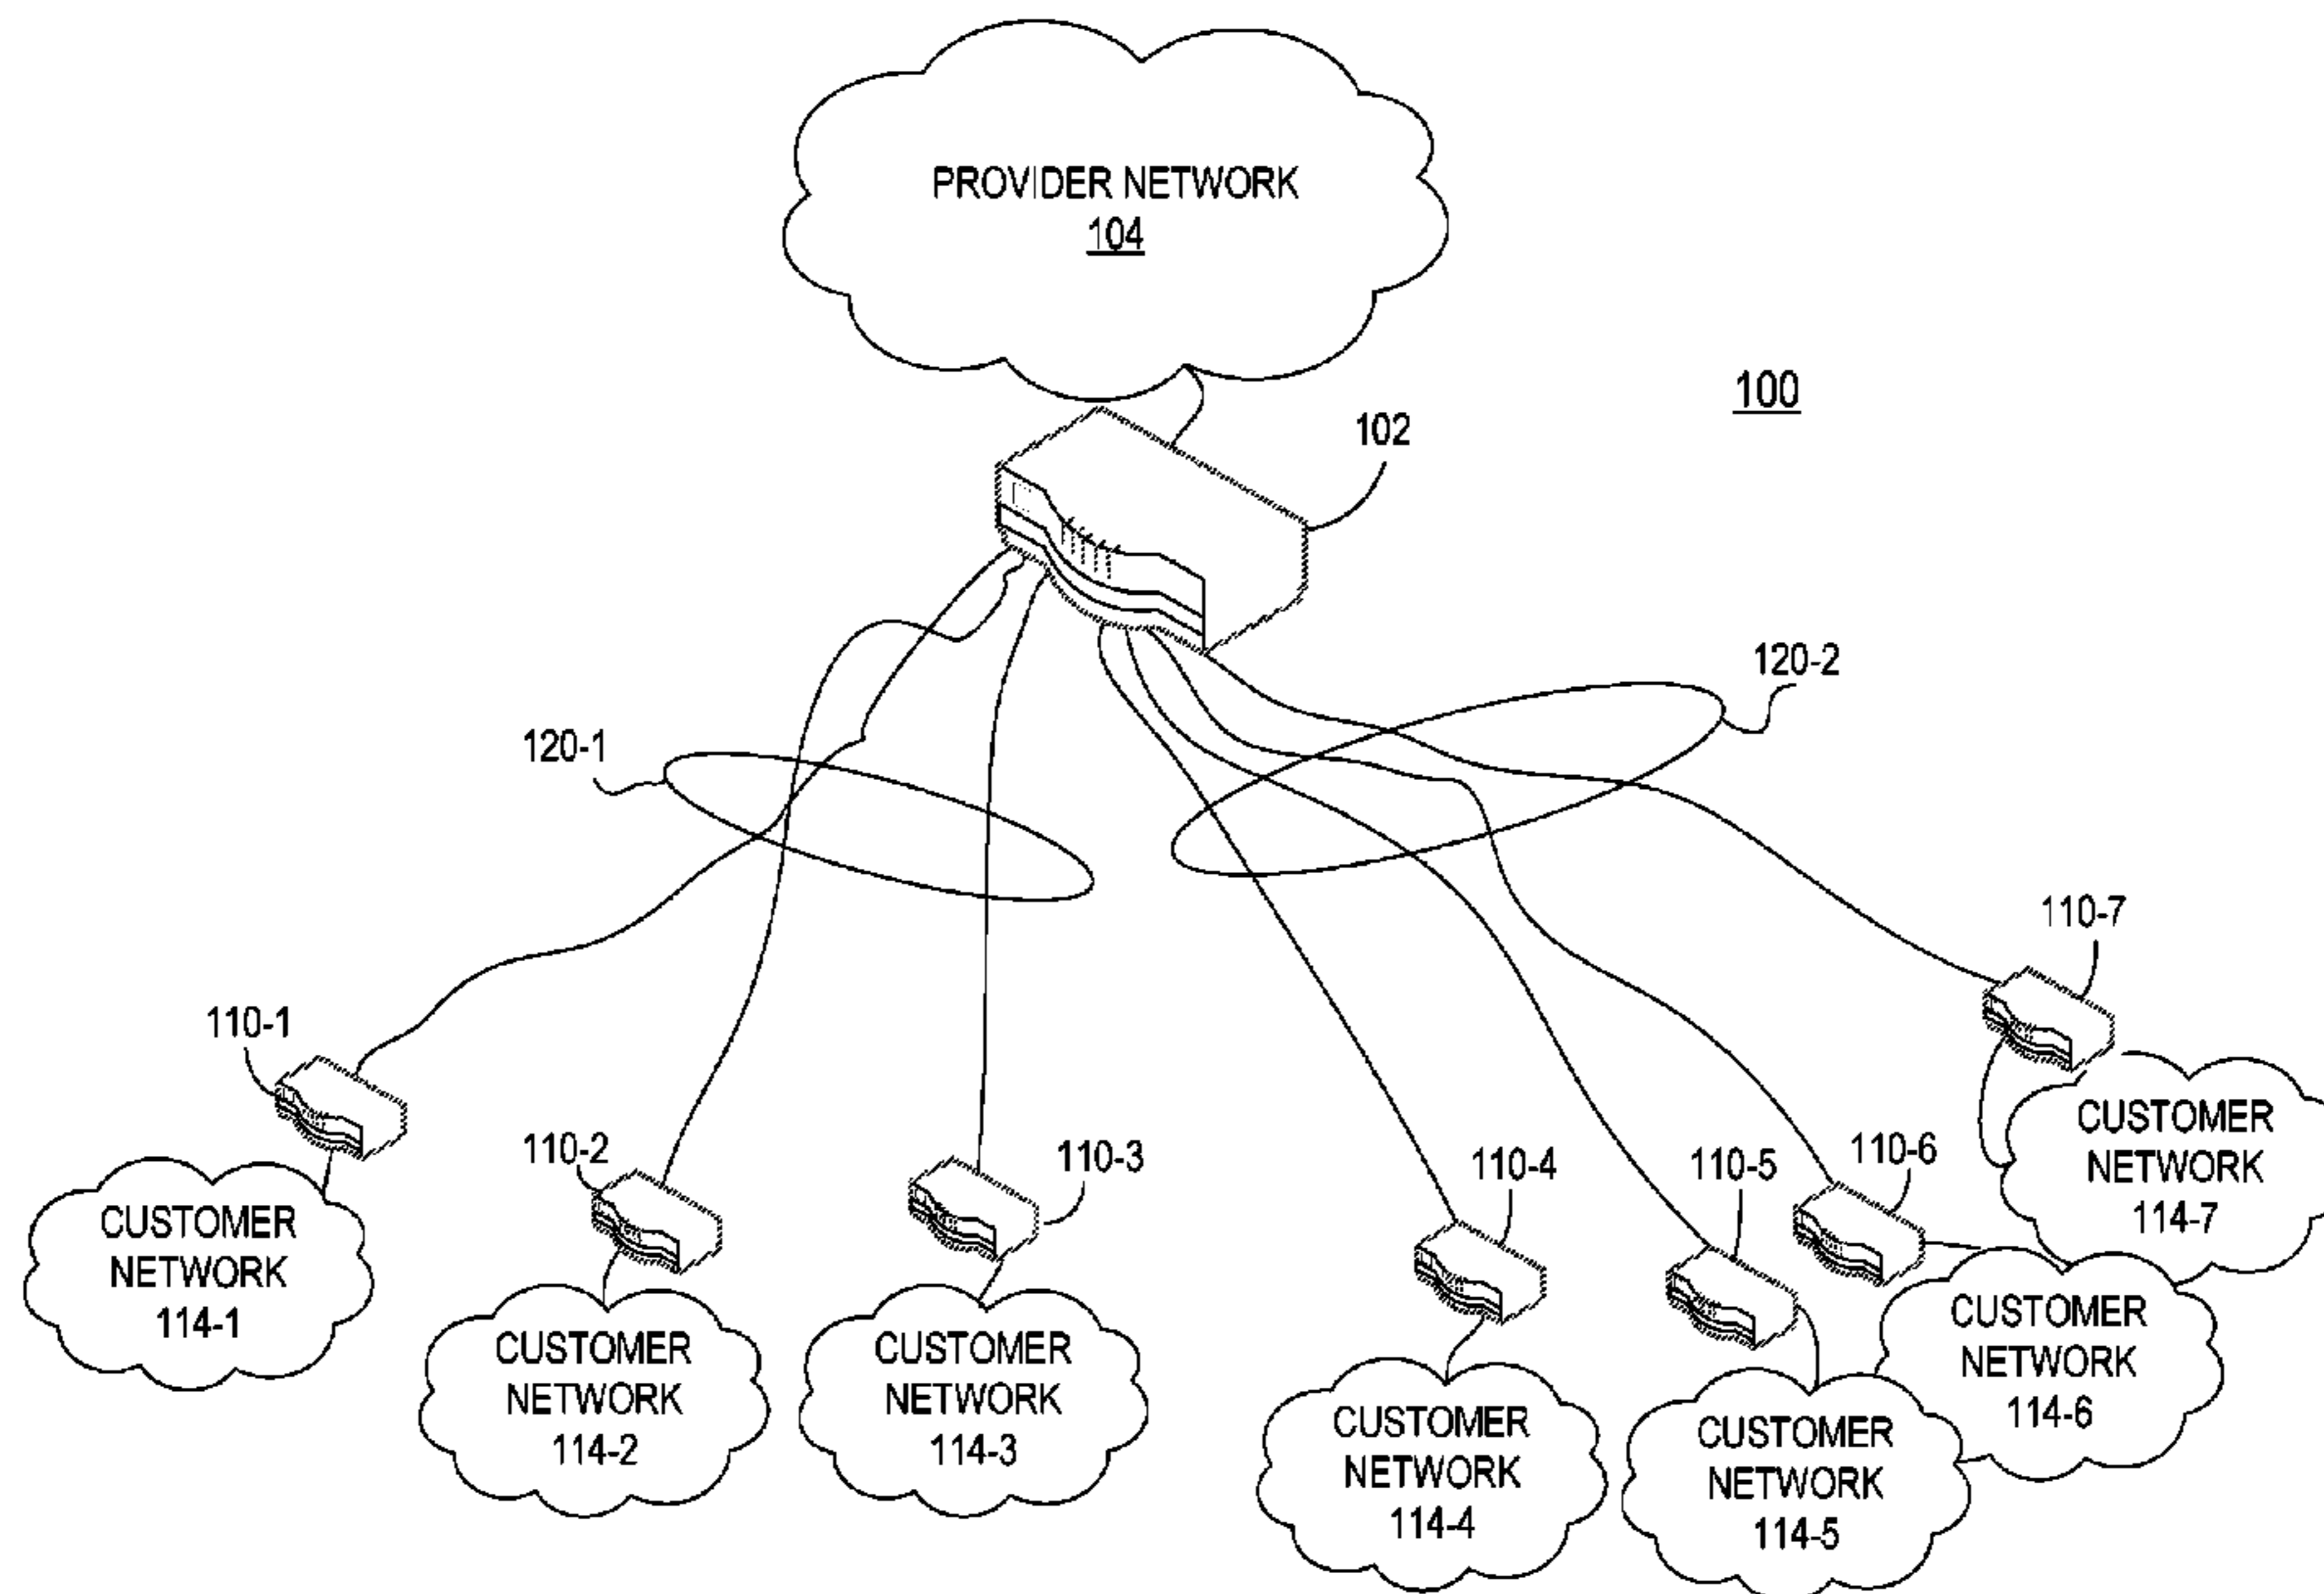 PROVIDER NETWORK
104
100
102
120-2
120-1
110-7
110-1
CUSTOMER
NETWORK
114-7
110-2
110-3
110-4
110-5
110-6
CUSTOMER
NETWORK
114-1
CUSTOMER
NETWORK
114-2
CUSTOMER
NETWORK
114-3
CUSTOMER
NETWORK
114-4
CUSTOMER
NETWORK
114-5
CUSTOMER
NETWORK
114-6